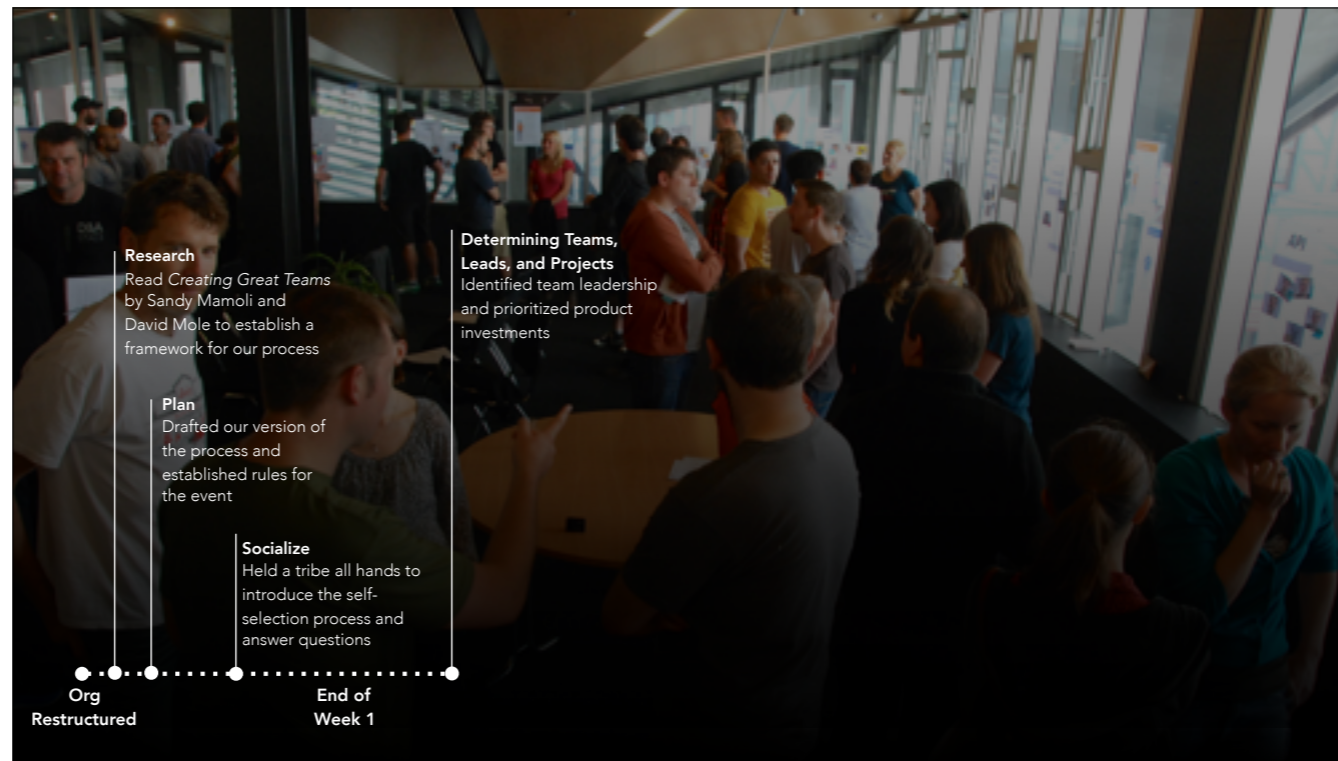 Research
Read Creating Great Teams
by Sandy Mamoli and
David Mole to establish a
framework for our process
Plan
Drafted our version of
the process and
established rules for
the event
Socialize
Held a tribe all hands to
introduce the self-
selection process and
answer questions
Determining Teams,
Leads, and Projects
Identified team leadership
and prioritized product
investments
Org
Restructured
End of
Week 1
API